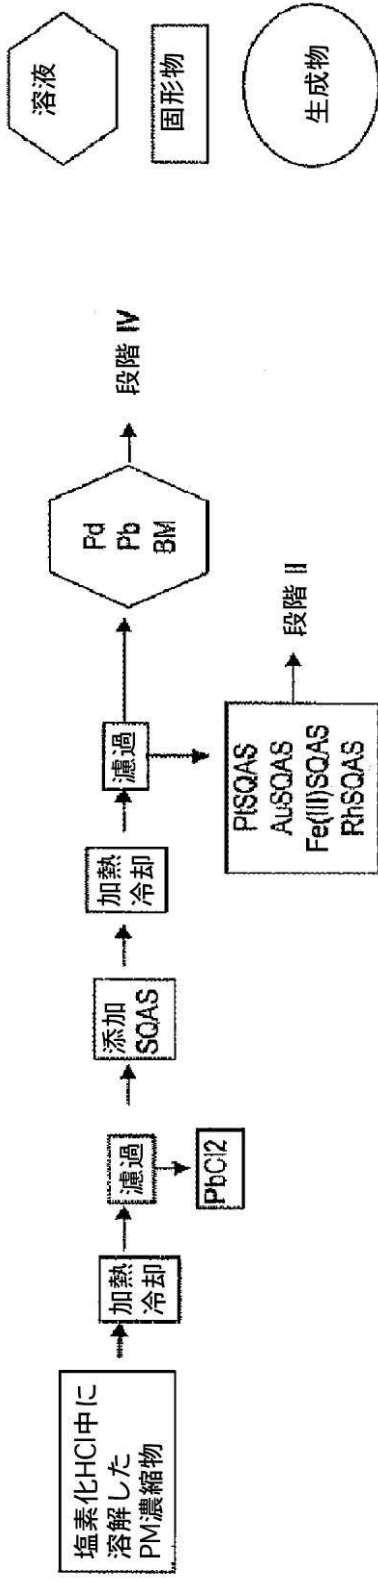 塩素化HCl中に
溶解した
PM濃縮物
加熱
冷却
濾過
PbCl2
添加
SQAS
加熱
冷却
濾過
PtSQAS
AuSQAS
Fe(III)SQAS
RhSQAS
段階 II
Pd
Pb
BM
段階 IV
溶液
固形物
生成物